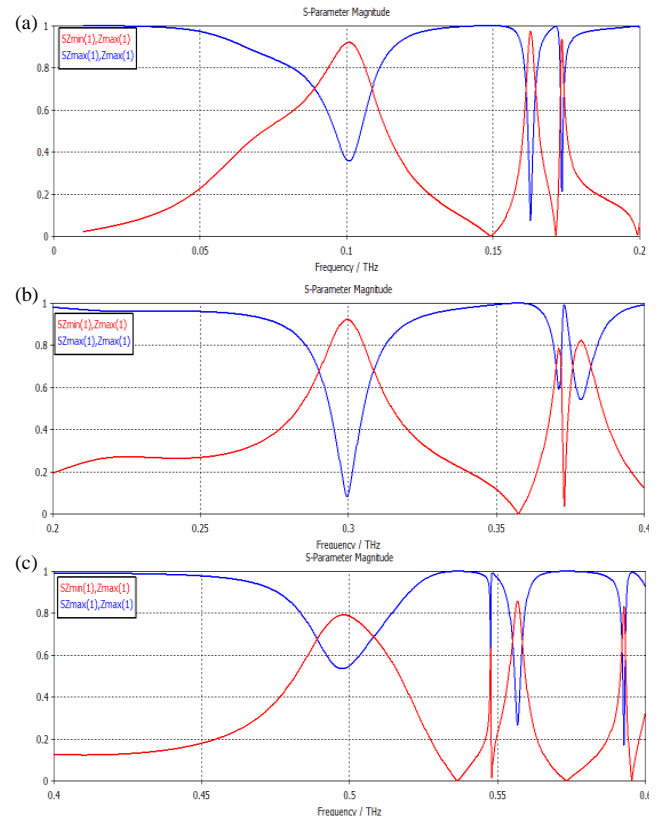 (a)
S-Parameter Magnitude
SZmin(1),Zmax(1)
SZmax(1),Zmax(1)
1
0.8
0.6
0.4
0.2
0
0 0.05 0.1 0.15 0.2
Frequency / THz
(b)
S-Parameter Magnitude
SZmin(1),Zmax(1)
SZmax(1),Zmax(1)
1
0.8
0.6
0.4
0.2
0
0.2 0.25 0.3 0.35 0.4
Frequency / THz
(c)
S-Parameter Magnitude
SZmin(1),Zmax(1)
SZmax(1),Zmax(1)
1
0.8
0.6
0.4
0.2
0
0.4 0.45 0.5 0.55 0.6
Frequency / THz